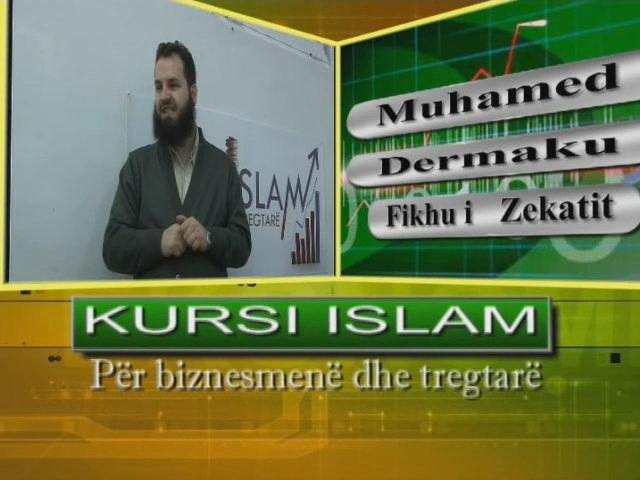 Muhamed
Dermaku
Fikhu i Zekatit
ISLAM
TREGTARË
KURSI ISLAM
Për biznesmenë dhe tregtarë